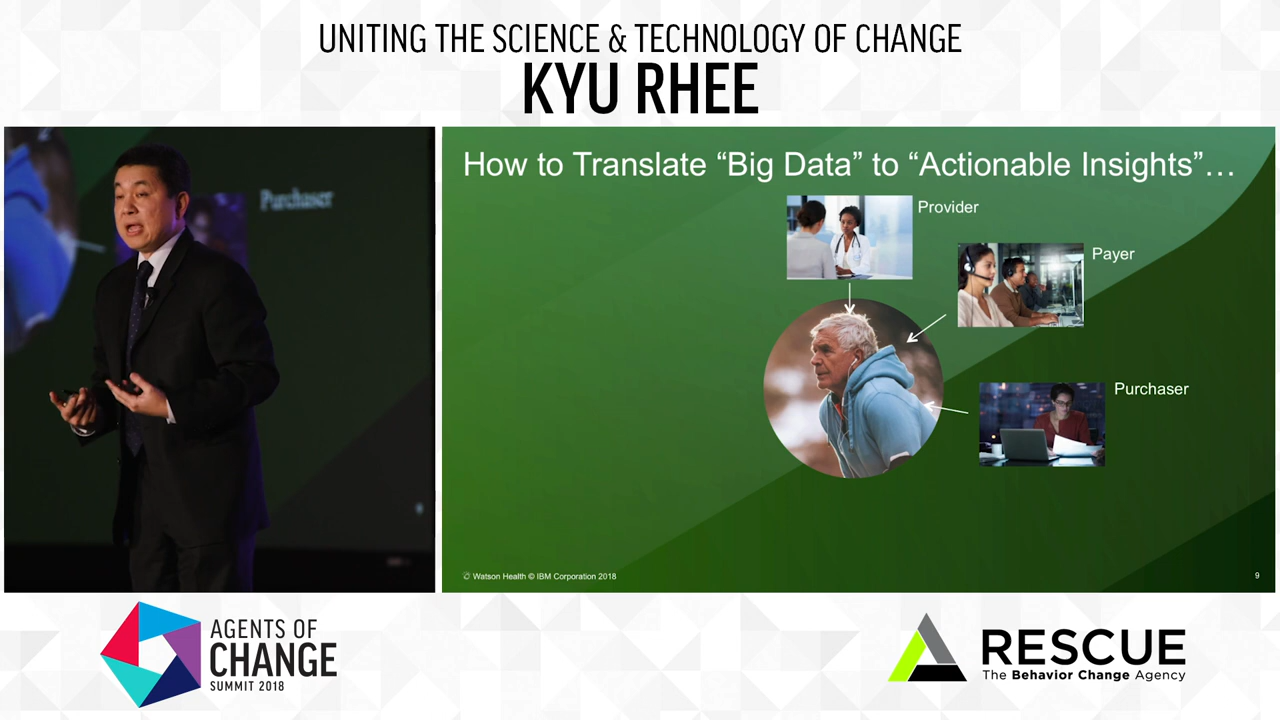 UNITING THE SCIENCE & TECHNOLOGY OF CHANGE
KYU RHEE
Purchaser
How to Translate “Big Data” to “Actionable Insights”…
Provider
Payer
Purchaser
Watson Health © IBM Corporation 2018
9
AGENTS OF
CHANGE
SUMMIT 2018
RESCUE
The Behavior Change Agency